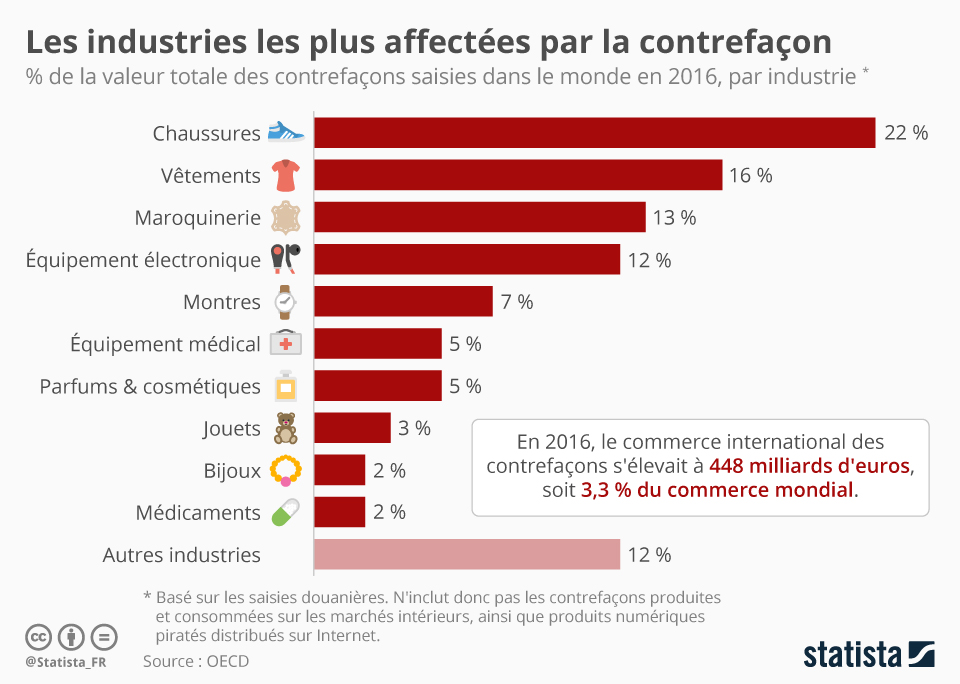 Les industries les plus affectées par la contrefaçon
% de la valeur totale des contrefaçons saisies dans le monde en 2016, par industrie *
Chaussures 22 %
Vêtements 16 %
Maroquinerie 13 %
Équipement électronique 12 %
Montres 7 %
Équipement médical 5 %
Parfums & cosmétiques 5 %
Jouets 3 %
Bijoux 2 %
Médicaments 2 %
Autres industries 12 %
En 2016, le commerce international des
contrefaçons s'élevait à 448 milliards d'euros,
soit 3,3 % du commerce mondial.
* Basé sur les saisies douanières. N'inclut donc pas les contrefaçons produites
et consommées sur les marchés intérieurs, ainsi que produits numériques
piratés distribués sur Internet.
cc
@Statista_FR
Source : OECD
statista